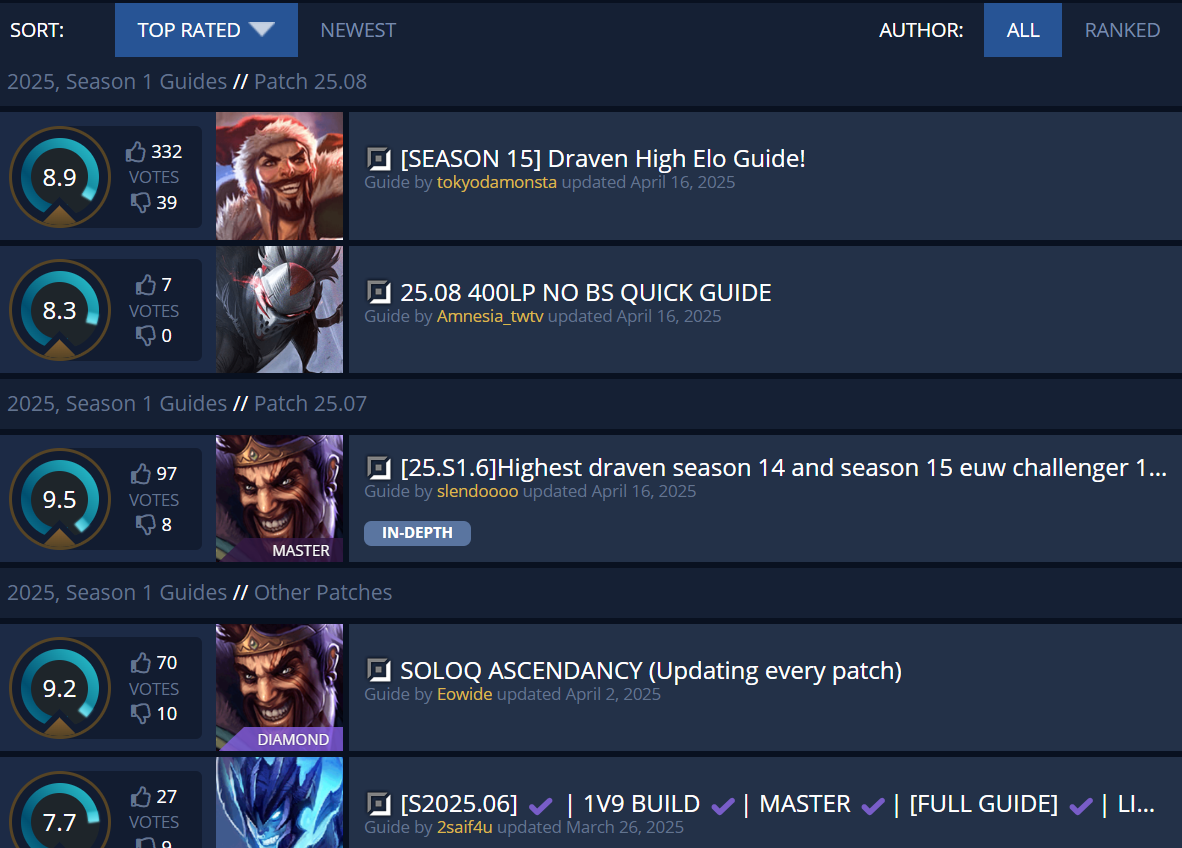 SORT: TOP RATED NEWEST AUTHOR: ALL RANKED
2025, Season 1 Guides // Patch 25.08
8.9
332
VOTES
39
[SEASON 15] Draven High Elo Guide!
Guide by tokyodamonsta updated April 16, 2025
8.3
7
VOTES
0
25.08 400LP NO BS QUICK GUIDE
Guide by Amnesia_twtv updated April 16, 2025
2025, Season 1 Guides // Patch 25.07
9.5
97
VOTES
8
MASTER
[25.S1.6]Highest draven season 14 and season 15 euw challenger 1...
Guide by slendoooo updated April 16, 2025
IN-DEPTH
2025, Season 1 Guides // Other Patches
9.2
70
VOTES
10
DIAMOND
SOLOQ ASCENDANCY (Updating every patch)
Guide by Eowide updated April 2, 2025
7.7
27
VOTES
9
[S2025.06] ✔ | 1V9 BUILD ✔ | MASTER ✔ | [FULL GUIDE] ✔ | LI...
Guide by 2saif4u updated March 26, 2025